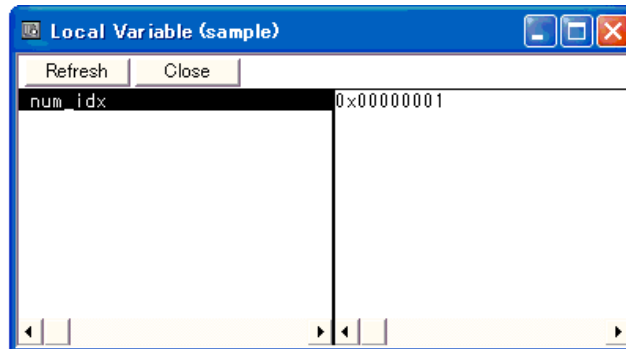 Local Variable (sample)
Refresh Close
num_idx 0x00000001